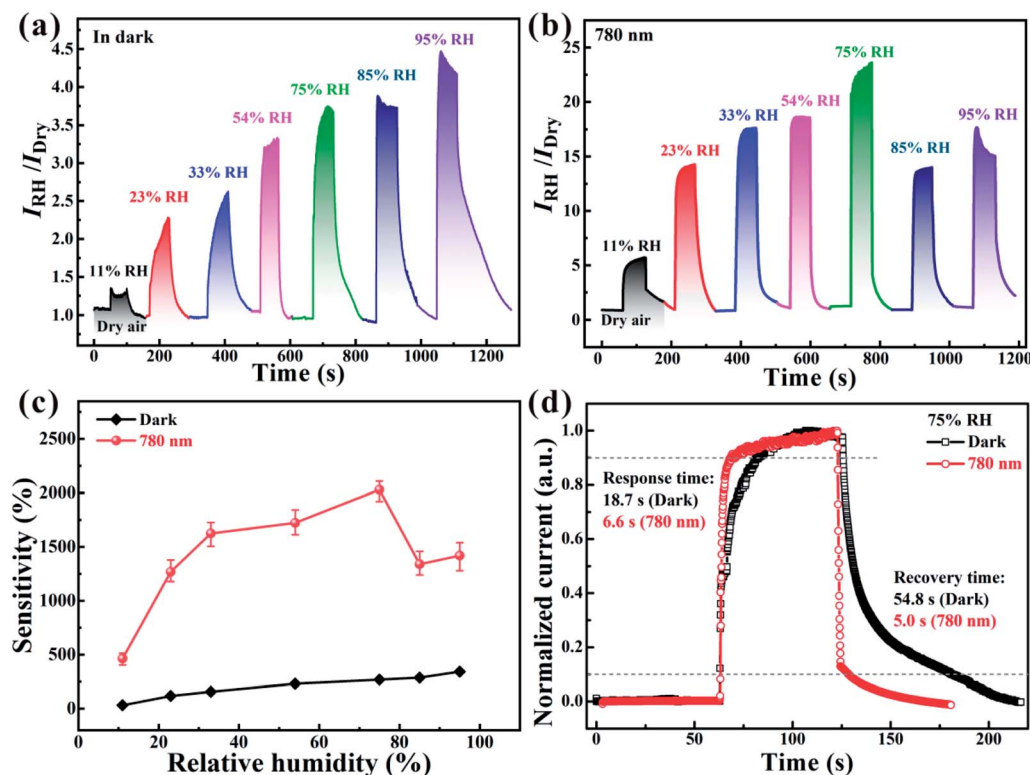 (a)
In dark
4.5
4.0
3.5
3.0
2.5
2.0
1.5
1.0
I_RH /I_Dry
11% RH
23% RH
33% RH
54% RH
75% RH
85% RH
95% RH
Dry air
0 200 400 600 800 1000 1200
Time (s)
(b)
780 nm
25
20
15
10
5
0
I_RH /I_Dry
11% RH
23% RH
33% RH
54% RH
75% RH
85% RH
95% RH
Dry air
0 200 400 600 800 1000 1200
Time (s)
(c)
Dark
780 nm
2500
2000
1500
1000
500
0
Sensitivity (%)
0 20 40 60 80 100
Relative humidity (%)
(d)
75% RH
Dark
780 nm
1.0
0.8
0.6
0.4
0.2
0.0
Normalized current (a.u.)
Response time:
18.7 s (Dark)
6.6 s (780 nm)
Recovery time:
54.8 s (Dark)
5.0 s (780 nm)
0 50 100 150 200
Time (s)